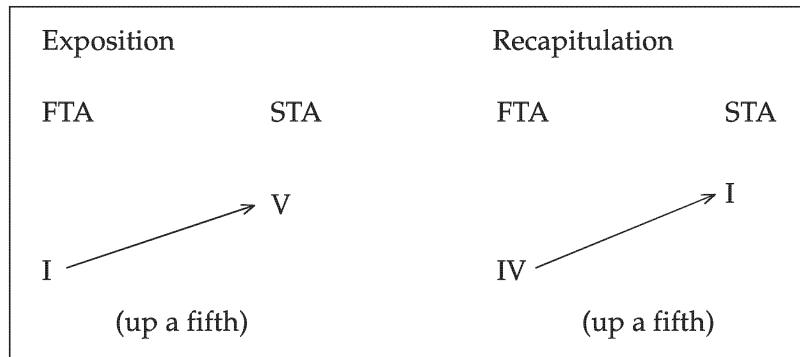 Exposition Recapitulation
FTA STA FTA STA
V I
I IV
(up a fifth) (up a fifth)